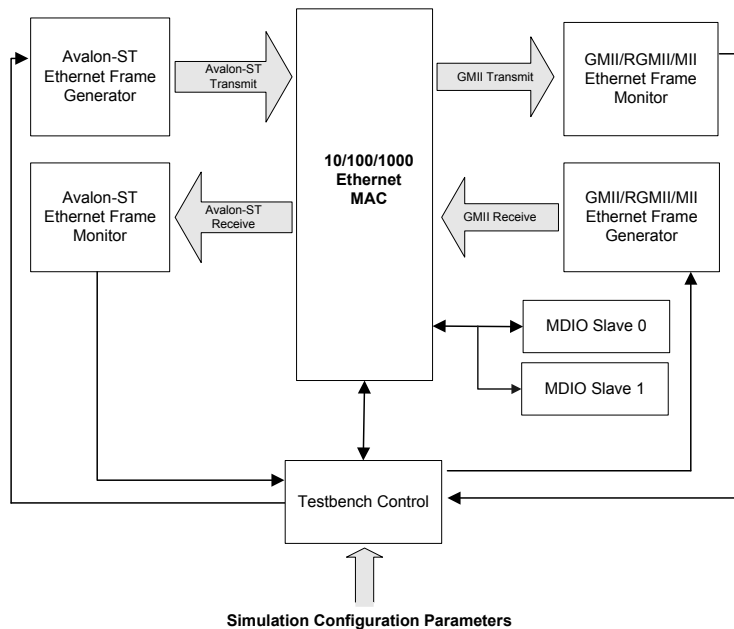 Avalon-ST
Ethernet Frame
Generator
Avalon-ST
Transmit
GMII Transmit
GMII/RGMII/MII
Ethernet Frame
Monitor
10/100/1000
Ethernet
MAC
Avalon-ST
Ethernet Frame
Monitor
Avalon-ST
Receive
GMII Receive
GMII/RGMII/MII
Ethernet Frame
Generator
MDIO Slave 0
MDIO Slave 1
Testbench Control
Simulation Configuration Parameters